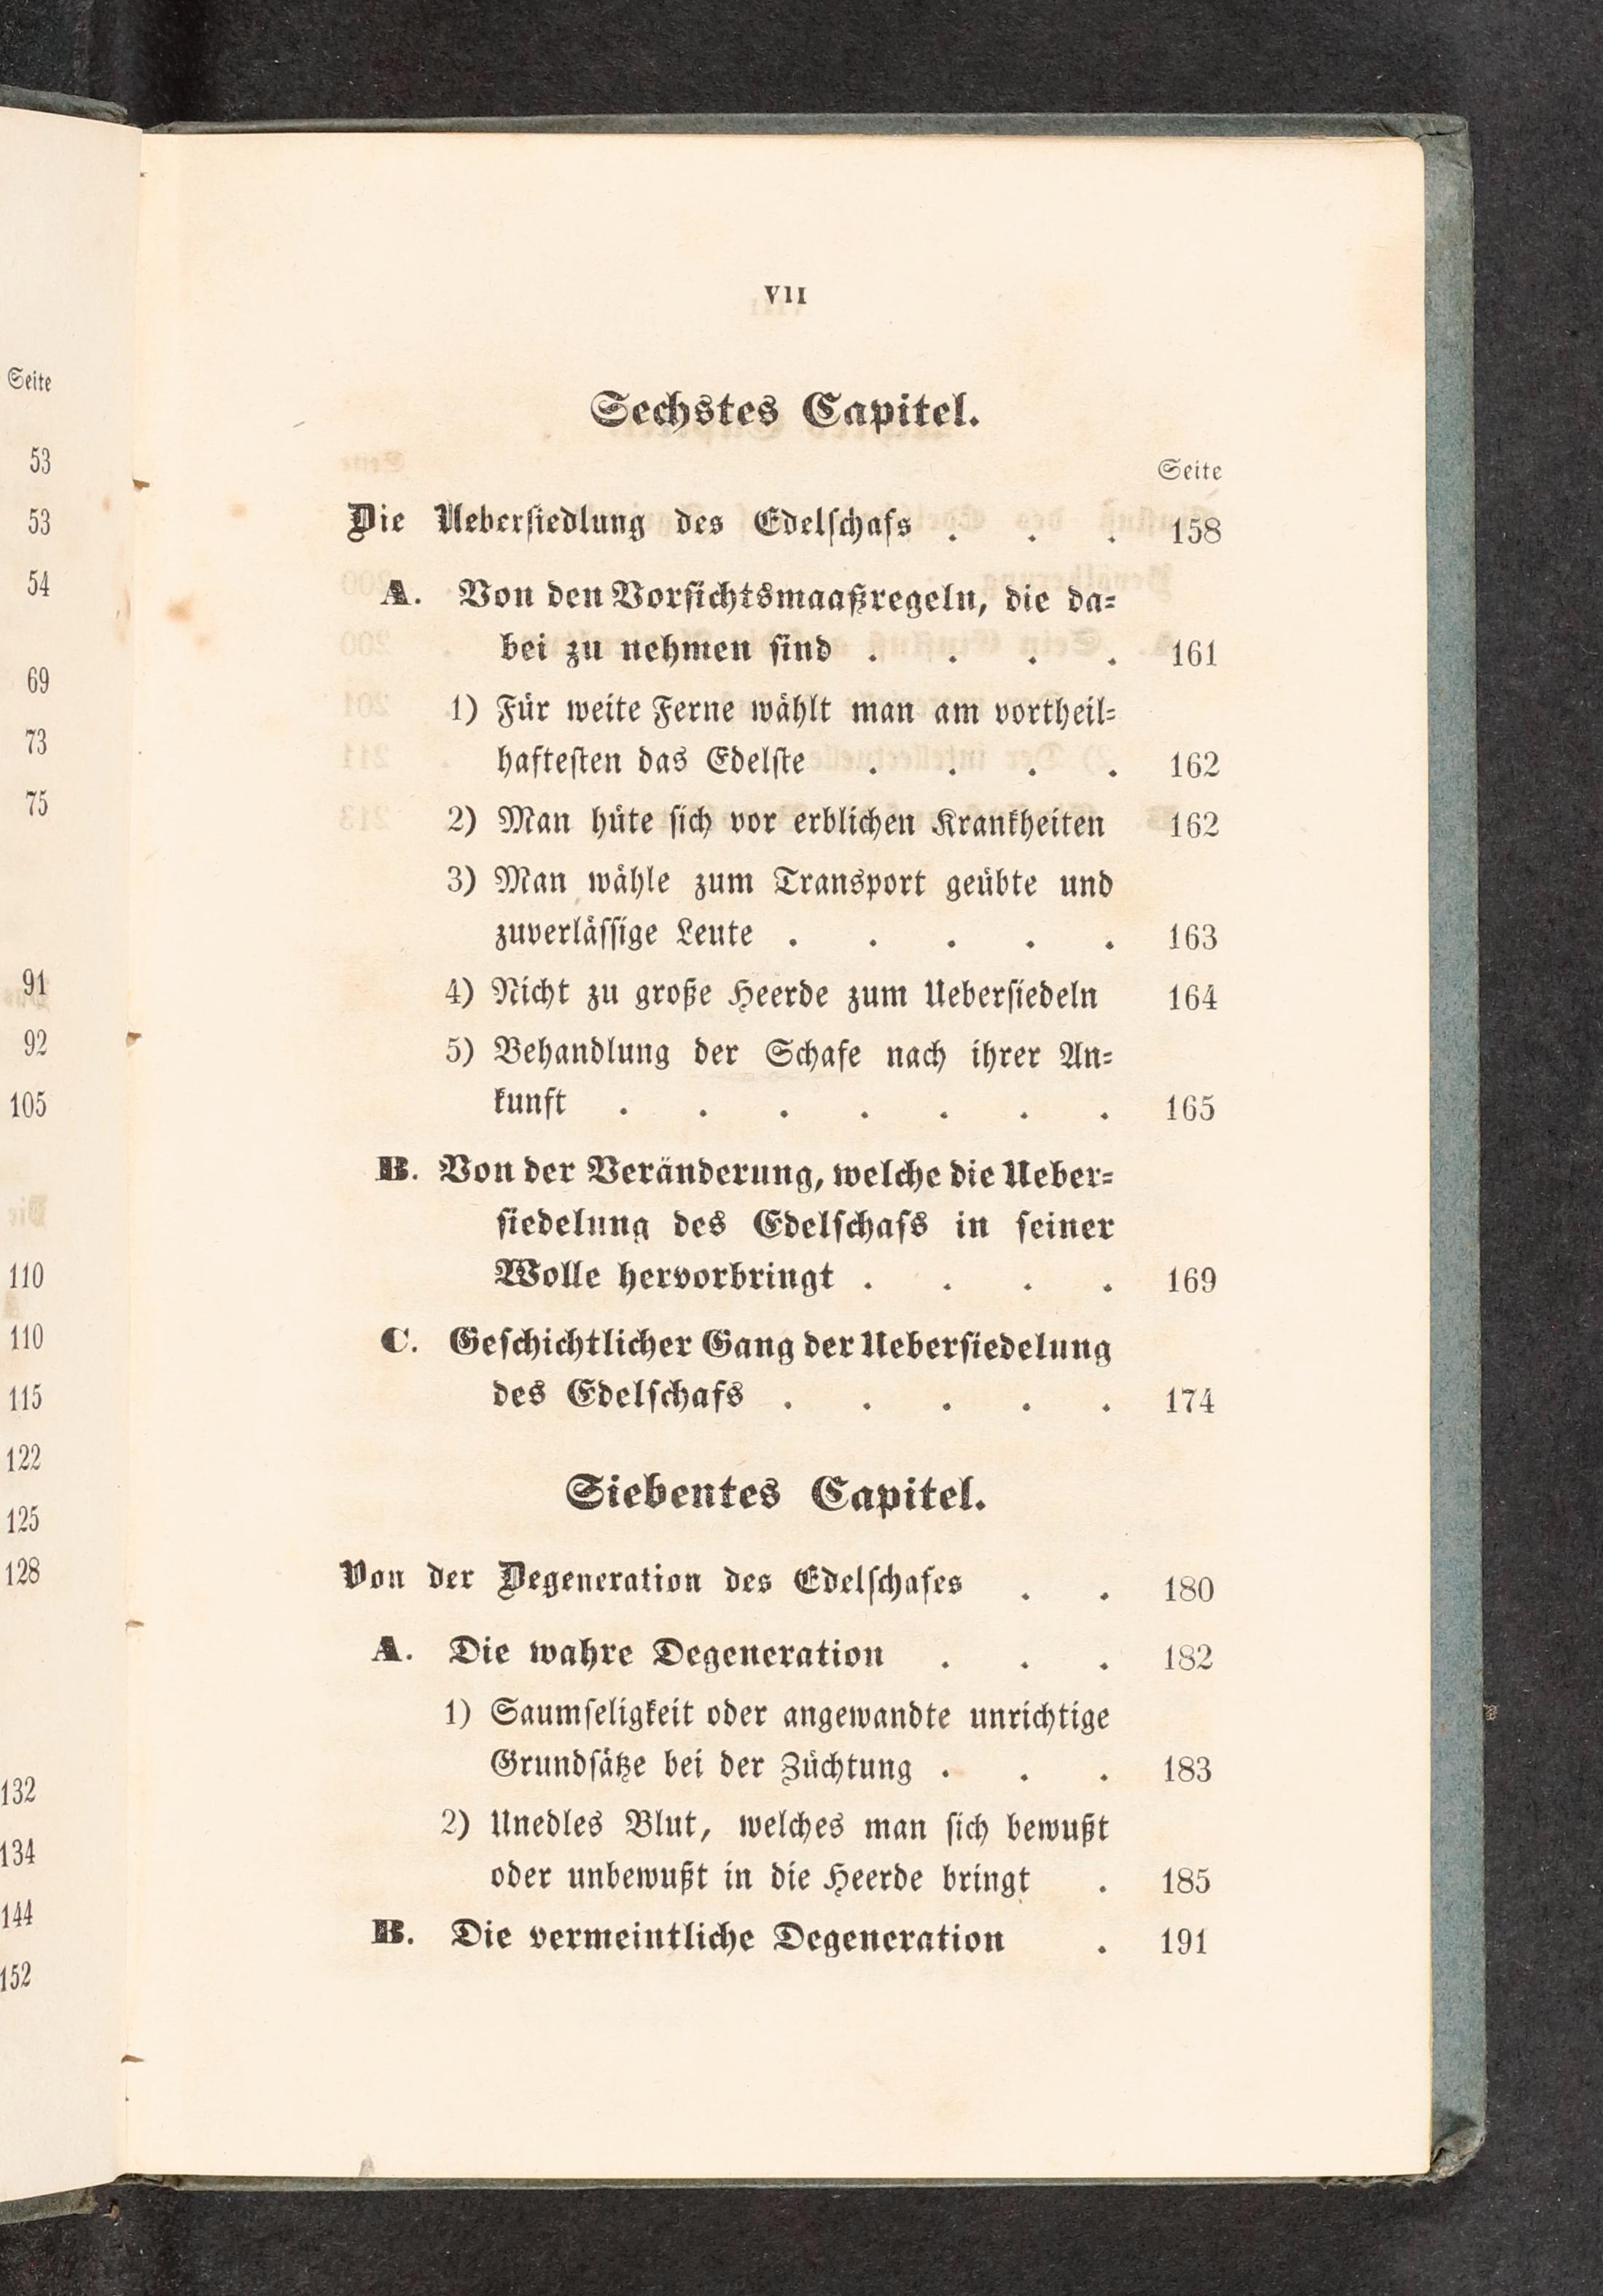 Seite
53
53
54
69
73
75
91
92
105
110
110
115
122
125
128
132
134
144
152
VII
Sechstes Capitel.
Seite
Die Uebersiedlung des Edelschafs . . . 158
A. Von den Vorsichtsmaaßregeln, die da-
bei zu nehmen sind . . . . 161
1) Für weite Ferne wählt man am vortheil-
haftesten das Edelste . . . . 162
2) Man hüte sich vor erblichen Krankheiten 162
3) Man wähle zum Transport geübte und
zuverlässige Leute . . . . . 163
4) Nicht zu große Heerde zum Uebersiedeln 164
5) Behandlung der Schafe nach ihrer An-
kunft . . . . . . . 165
B. Von der Veränderung, welche die Ueber-
siedelung des Edelschafs in seiner
Wolle hervorbringt . . . . 169
C. Geschichtlicher Gang der Uebersiedelung
des Edelschafs . . . . . 174
Siebentes Capitel.
Von der Degeneration des Edelschafes . . 180
A. Die wahre Degeneration . . . 182
1) Saumseligkeit oder angewandte unrichtige
Grundsätze bei der Züchtung . . . 183
2) Unedles Blut, welches man sich bewußt
oder unbewußt in die Heerde bringt . 185
B. Die vermeintliche Degeneration . 191